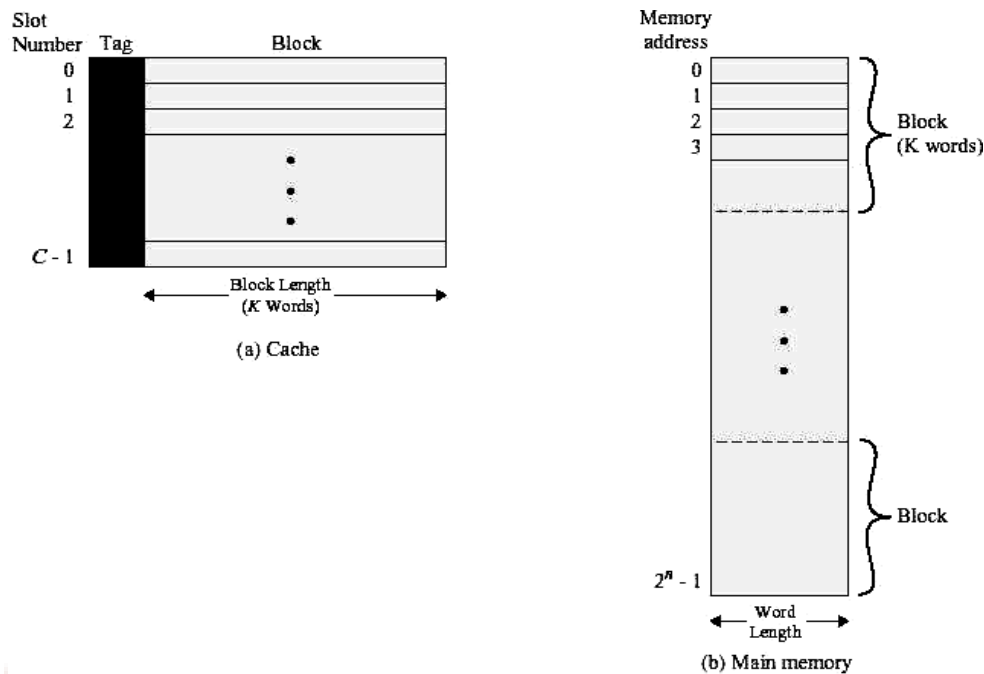 Slot
Number Tag Block
0
1
2
C - 1
Block Length
(K Words)
(a) Cache
Memory
address
0
1
2
3
Block
(K words)
Block
2ⁿ - 1
Word
Length
(b) Main memory